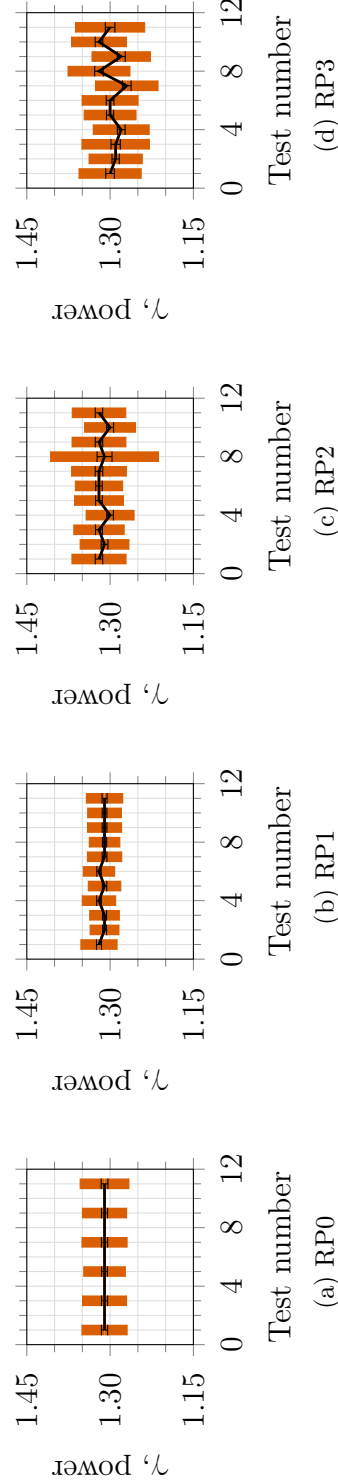 γ, power
1.45
1.30
1.15
0
4
8
12
Test number
(a) RP0
γ, power
1.45
1.30
1.15
0
4
8
12
Test number
(b) RP1
γ, power
1.45
1.30
1.15
0
4
8
12
Test number
(c) RP2
γ, power
1.45
1.30
1.15
0
4
8
12
Test number
(d) RP3